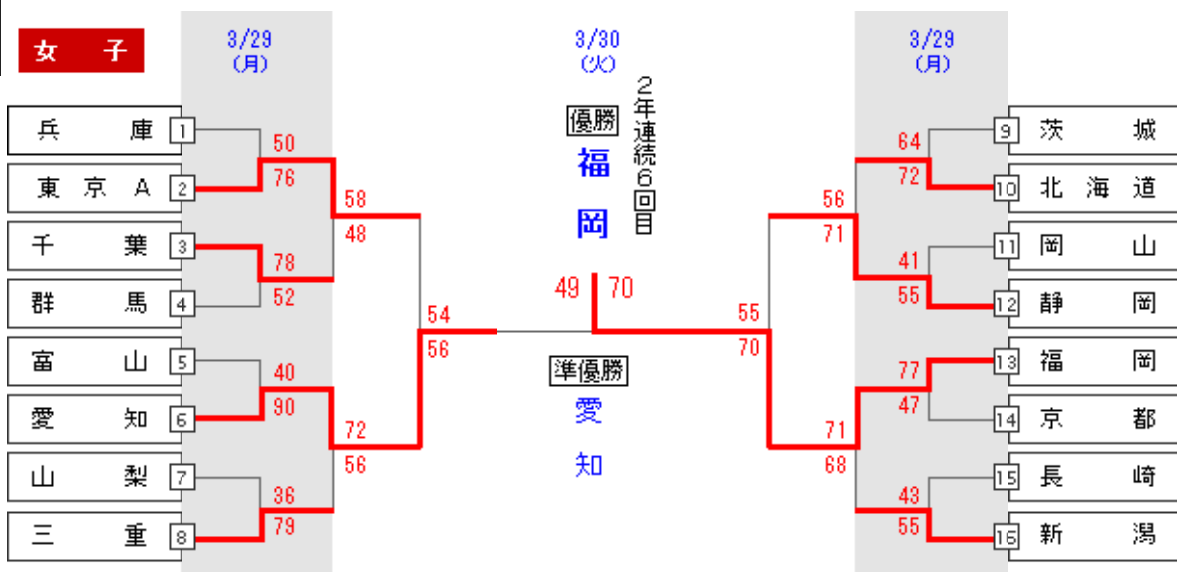 女子
3/29
(月)
3/30
(火)
3/29
(月)
優勝
福岡
2年連続6回目
準優勝
愛知
兵庫 1
東京A 2
千葉 3
群馬 4
富山 5
愛知 6
山梨 7
三重 8
50
76
78
52
40
90
36
79
58
48
72
56
54
56
49 70
55
70
56
71
71
68
64
72
41
55
77
47
43
55
9 茨城
10 北海道
11 岡山
12 静岡
13 福岡
14 京都
15 長崎
16 新潟